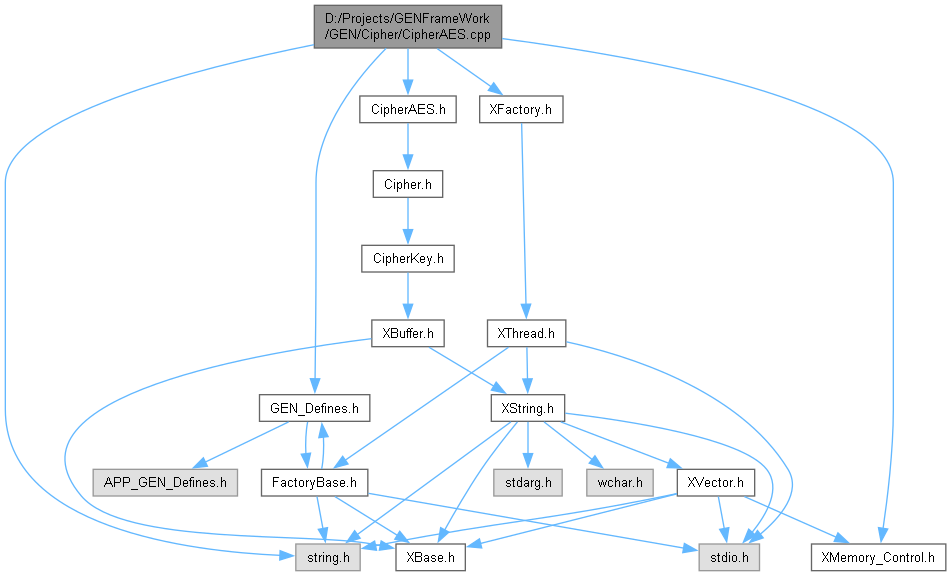 D:/Projects/GENFrameWork
/GEN/Cipher/CipherAES.cpp
CipherAES.h
XFactory.h
Cipher.h
CipherKey.h
XBuffer.h
XThread.h
GEN_Defines.h
XString.h
APP_GEN_Defines.h
FactoryBase.h
stdarg.h
wchar.h
XVector.h
string.h
XBase.h
stdio.h
XMemory_Control.h